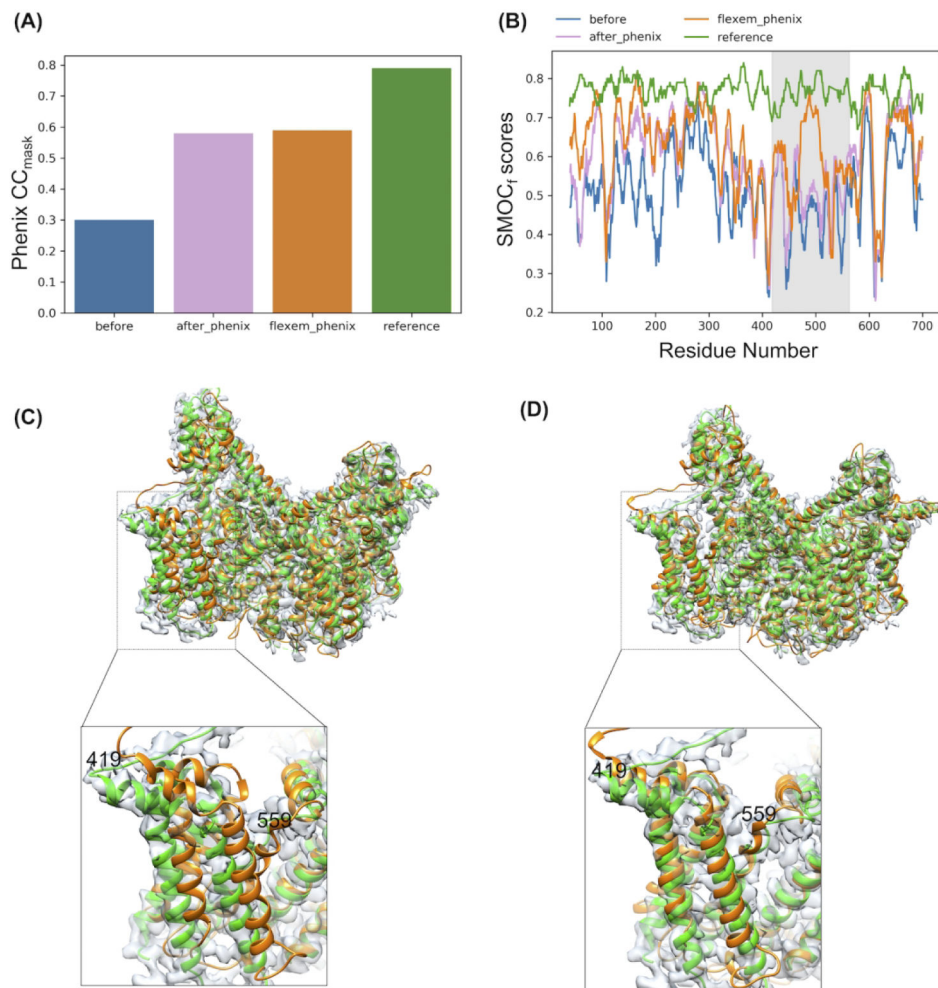 (A)
Phenix CCmask
0.8
0.7
0.6
0.5
0.4
0.3
0.2
0.1
0.0
before
after_phenix
flexem_phenix
reference
(B)
before
flexem_phenix
after_phenix
reference
SMOCf scores
0.8
0.7
0.6
0.5
0.4
0.3
0.2
100
200
300
400
500
600
700
Residue Number
(C)
(D)
419
559
419
559